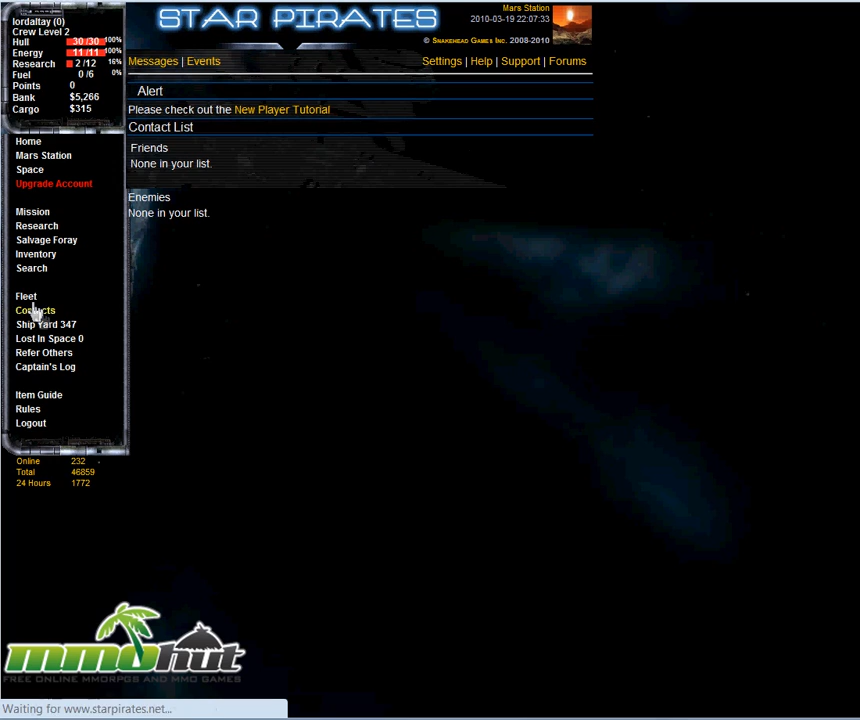 lordaltay (0)
Crew Level 2
Hull 30 /30 100%
Energy 11 /11 100%
Research 2 /12 16%
Fuel 0 /6 0%
Points 0
Bank $5,266
Cargo $315
STAR PIRATES
Mars Station
2010-03-19 22:07:33
© Snakehead Games Inc. 2008-2010
Messages | Events
Settings | Help | Support | Forums
Alert
Please check out the New Player Tutorial
Contact List
Friends
None in your list.
Enemies
None in your list.
Home
Mars Station
Space
Upgrade Account
Mission
Research
Salvage Foray
Inventory
Search
Fleet
Contacts
Ship Yard 347
Lost In Space 0
Refer Others
Captain's Log
Item Guide
Rules
Logout
Online 232
Total 46859
24 Hours 1772
mmohut
FREE ONLINE MMORPGS AND MMO GAMES
Waiting for www.starpirates.net...